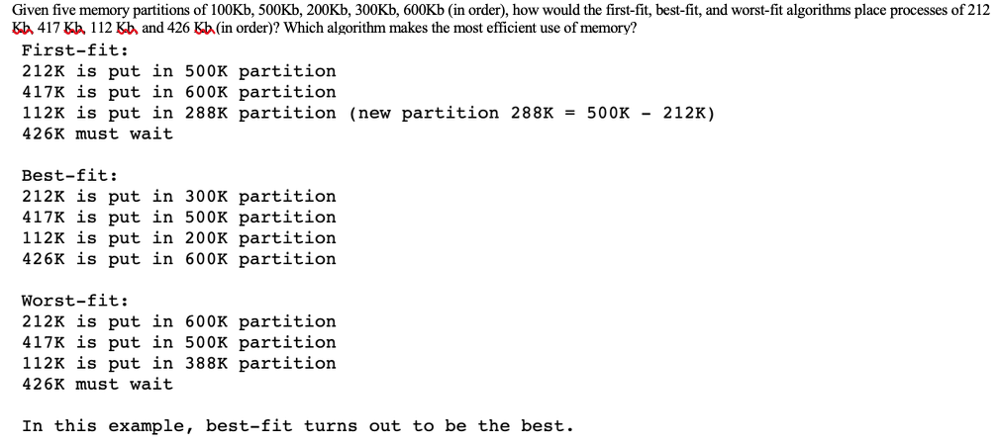 Given five memory partitions of 100Kb, 500Kb, 200Kb, 300Kb, 600Kb (in order), how would the first-fit, best-fit, and worst-fit algorithms place processes of 212
Kb, 417 Kb, 112 Kb, and 426 Kb (in order)? Which algorithm makes the most efficient use of memory?
First-fit:
212K is put in 500K partition
417K is put in 600K partition
112K is put in 288K partition (new partition 288K = 500K - 212K)
426K must wait
Best-fit:
212K is put in 300K partition
417K is put in 500K partition
112K is put in 200K partition
426K is put in 600K partition
Worst-fit:
212K is put in 600K partition
417K is put in 500K partition
112K is put in 388K partition
426K must wait
In this example, best-fit turns out to be the best.